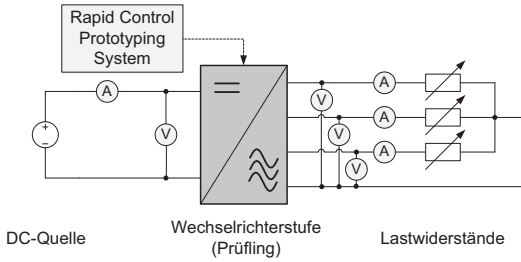 Rapid Control
Prototyping
System
A
V
V
V
V
A
A
A
DC-Quelle
Wechselrichterstufe
(Prüfling)
Lastwiderstände